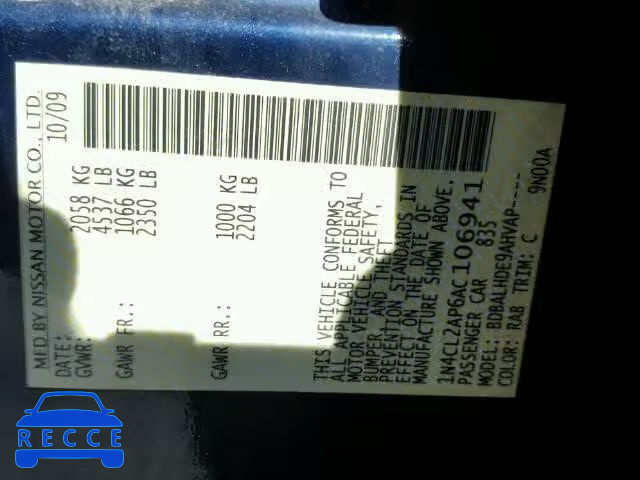 MFD BY NISSAN MOTOR CO., LTD.
DATE: 10/09
GVWR: 2058 KG
4537 LB
GAWR FR.: 1066 KG
2350 LB
GAWR RR.: 1000 KG
2204 LB
THIS VEHICLE CONFORMS TO
ALL APPLICABLE FEDERAL
MOTOR VEHICLE SAFETY,
BUMPER AND THEFT
PREVENTION STANDARDS IN
EFFECT ON THE DATE OF
MANUFACTURE SHOWN ABOVE.
1N4CL2AP6AC106941
PASSENGER CAR 835
MODEL: BDBALHDE9AHVAP----
COLOR: RAB TRIM: C 9N00A
RECCE